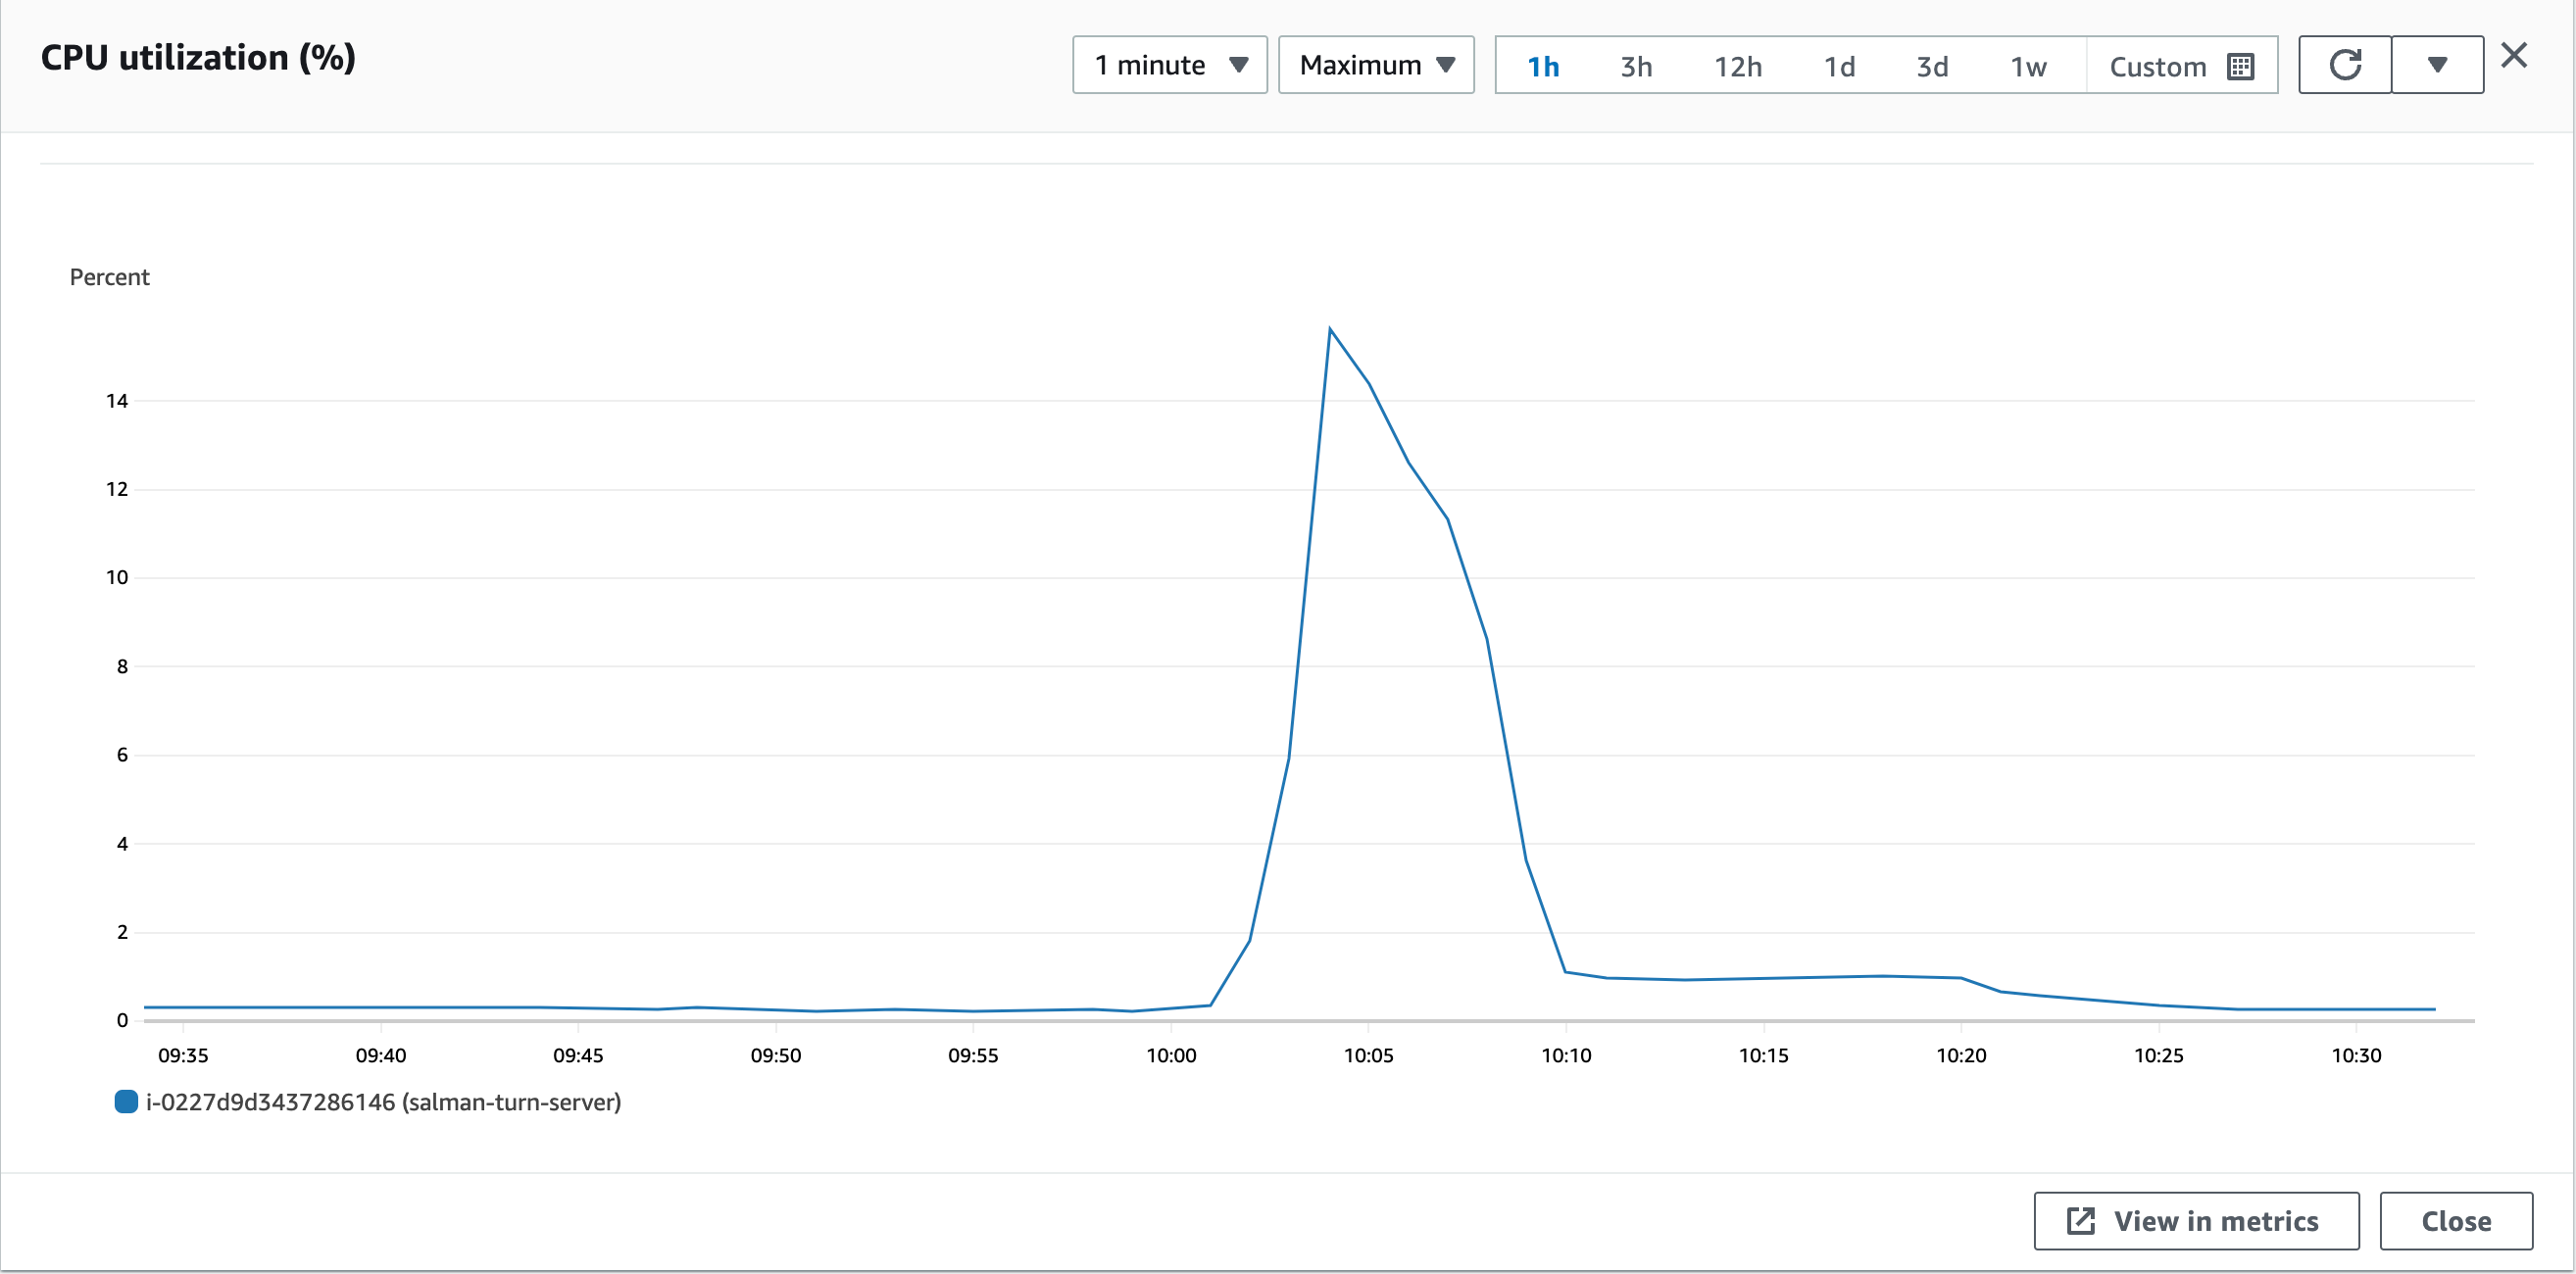 CPU utilization (%)
1 minute
Maximum
1h 3h 12h 1d 3d 1w Custom
Percent
14
12
10
8
6
4
2
0
09:35 09:40 09:45 09:50 09:55 10:00 10:05 10:10 10:15 10:20 10:25 10:30
i-0227d9d3437286146 (salman-turn-server)
View in metrics
Close